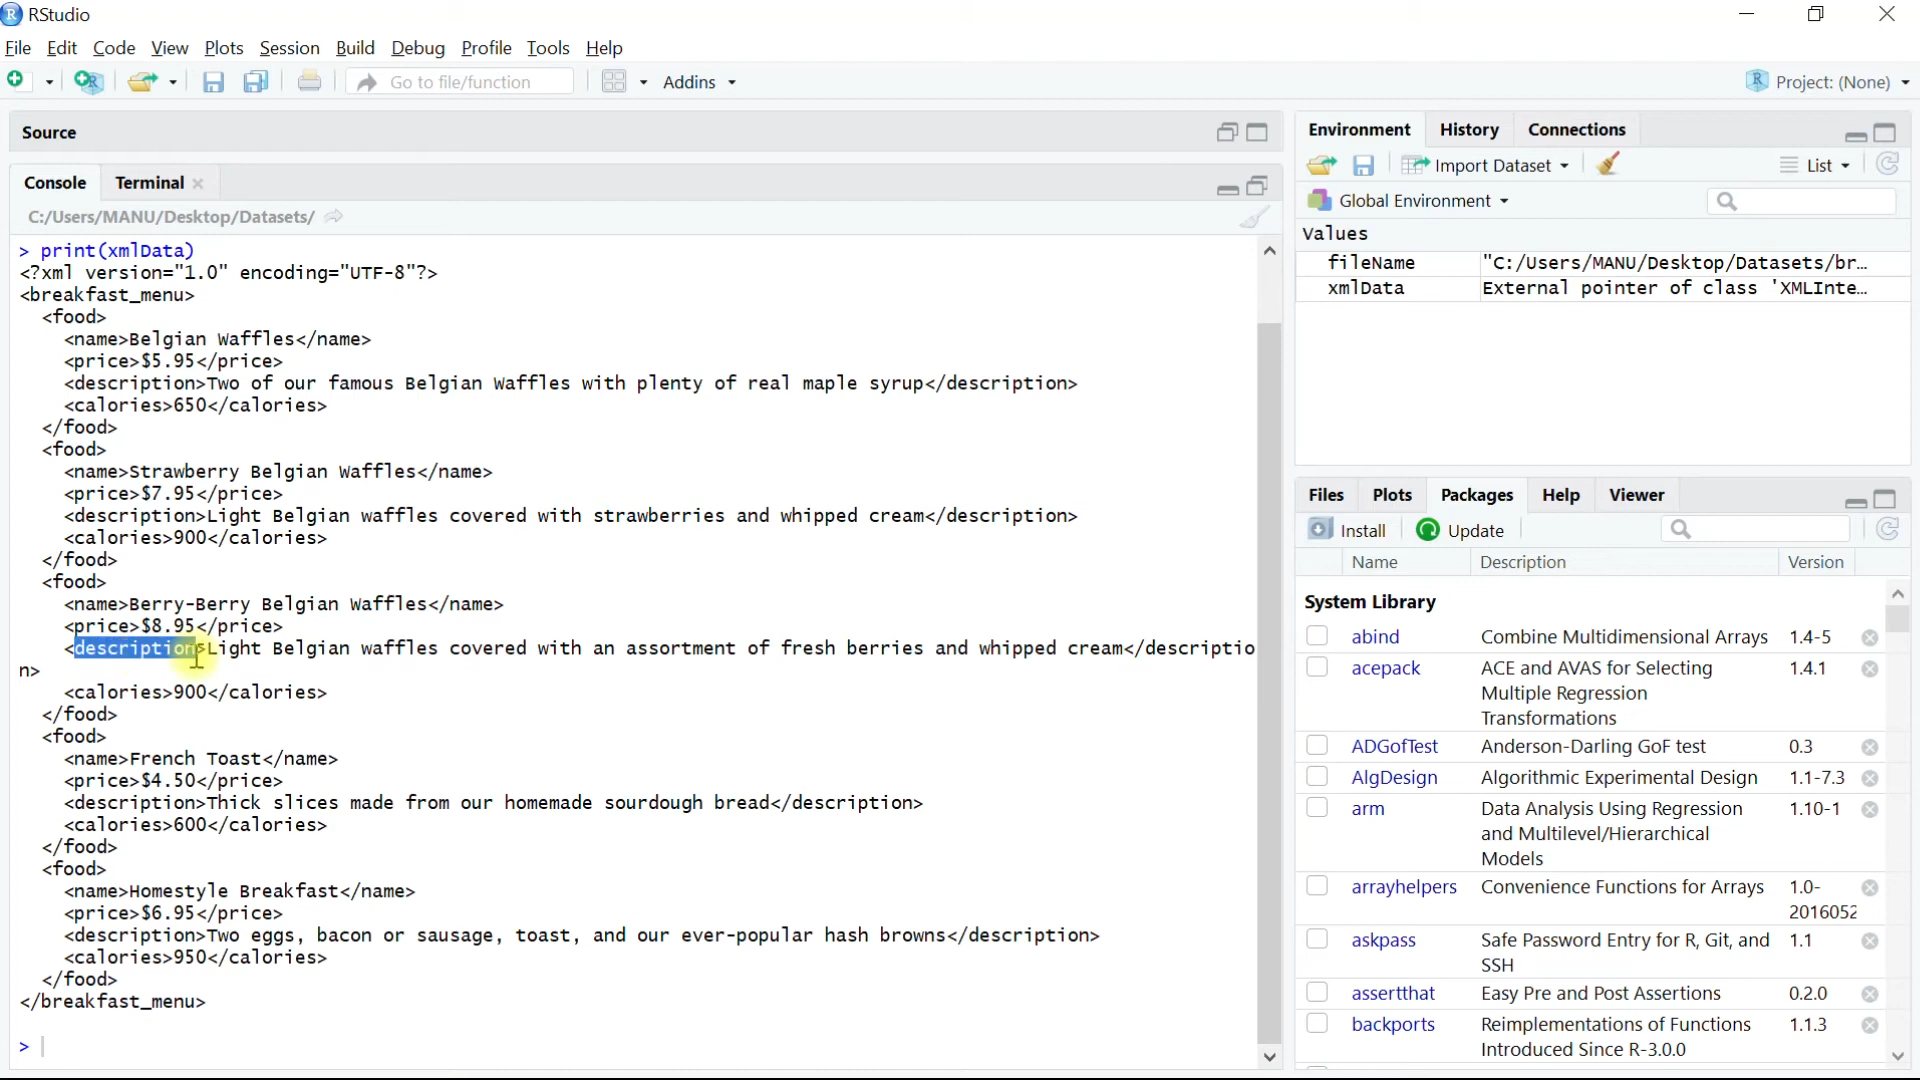 RStudio
File Edit Code View Plots Session Build Debug Profile Tools Help
Go to file/function Addins Project: (None)
Source
Console Terminal
C:/Users/MANU/Desktop/Datasets/
> print(xmlData)
<?xml version="1.0" encoding="UTF-8"?>
<breakfast_menu>
<food>
<name>Belgian Waffles</name>
<price>$5.95</price>
<description>Two of our famous Belgian Waffles with plenty of real maple syrup</description>
<calories>650</calories>
</food>
<food>
<name>Strawberry Belgian Waffles</name>
<price>$7.95</price>
<description>Light Belgian waffles covered with strawberries and whipped cream</description>
<calories>900</calories>
</food>
<food>
<name>Berry-Berry Belgian Waffles</name>
<price>$8.95</price>
<description>Light Belgian waffles covered with an assortment of fresh berries and whipped cream</descriptio
n>
<calories>900</calories>
</food>
<food>
<name>French Toast</name>
<price>$4.50</price>
<description>Thick slices made from our homemade sourdough bread</description>
<calories>600</calories>
</food>
<food>
<name>Homestyle Breakfast</name>
<price>$6.95</price>
<description>Two eggs, bacon or sausage, toast, and our ever-popular hash browns</description>
<calories>950</calories>
</food>
</breakfast_menu>
>
Environment History Connections
Import Dataset List
Global Environment
Values
fileName "C:/Users/MANU/Desktop/Datasets/br…
xmlData External pointer of class 'XMLInte…
Files Plots Packages Help Viewer
Install Update
Name Description Version
System Library
abind Combine Multidimensional Arrays 1.4-5
acepack ACE and AVAS for Selecting 1.4.1
Multiple Regression
Transformations
ADGofTest Anderson-Darling GoF test 0.3
AlgDesign Algorithmic Experimental Design 1.1-7.3
arm Data Analysis Using Regression 1.10-1
and Multilevel/Hierarchical
Models
arrayhelpers Convenience Functions for Arrays 1.0-
2016052
askpass Safe Password Entry for R, Git, and 1.1
SSH
assertthat Easy Pre and Post Assertions 0.2.0
backports Reimplementations of Functions 1.1.3
Introduced Since R-3.0.0